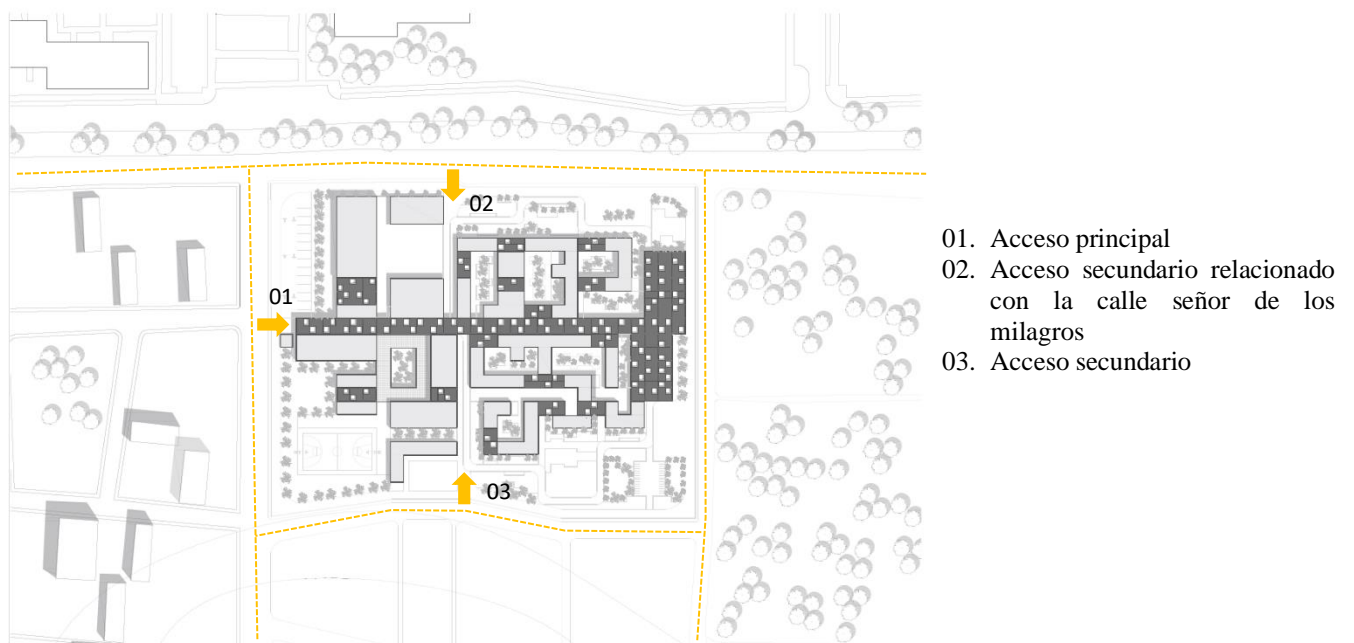 02
01
03
01. Acceso principal
02. Acceso secundario relacionado
con la calle señor de los
milagros
03. Acceso secundario